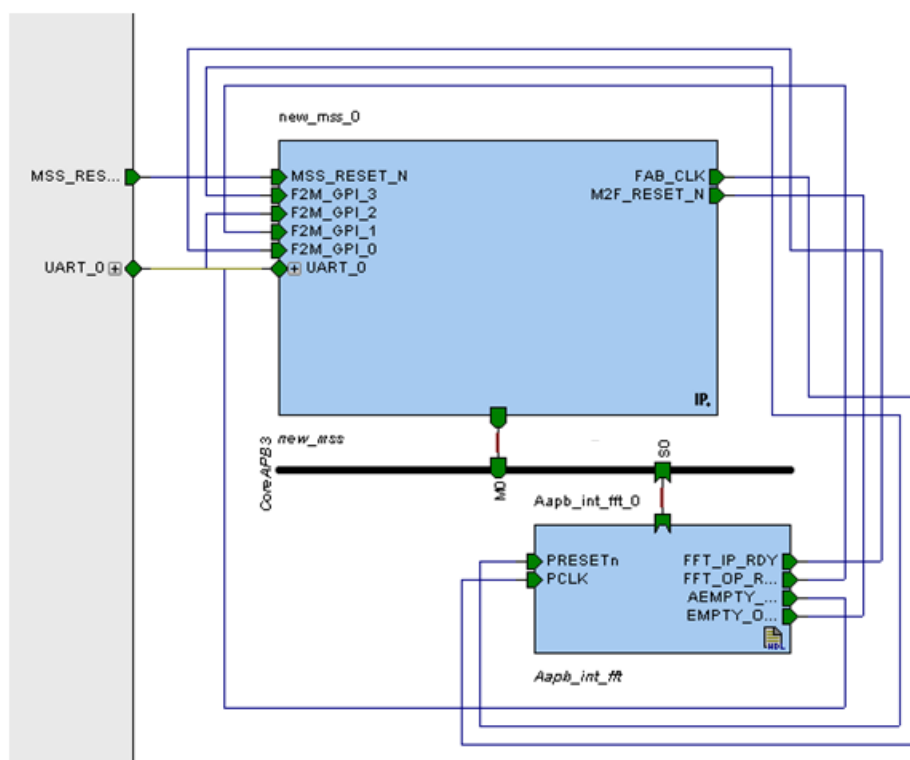 new_mss_0
MSS_RES...
MSS_RESET_N
FAB_CLK
F2M_GPI_3
M2F_RESET_N
F2M_GPI_2
F2M_GPI_1
F2M_GPI_0
UART_0
UART_0
IP.
new_mss
CoreAPB3
M0
S0
Aapb_int_fft_0
PRESETn
FFT_IP_RDY
PCLK
FFT_OP_R...
AEMPTY_...
EMPTY_O...
HDL
Aapb_int_fft